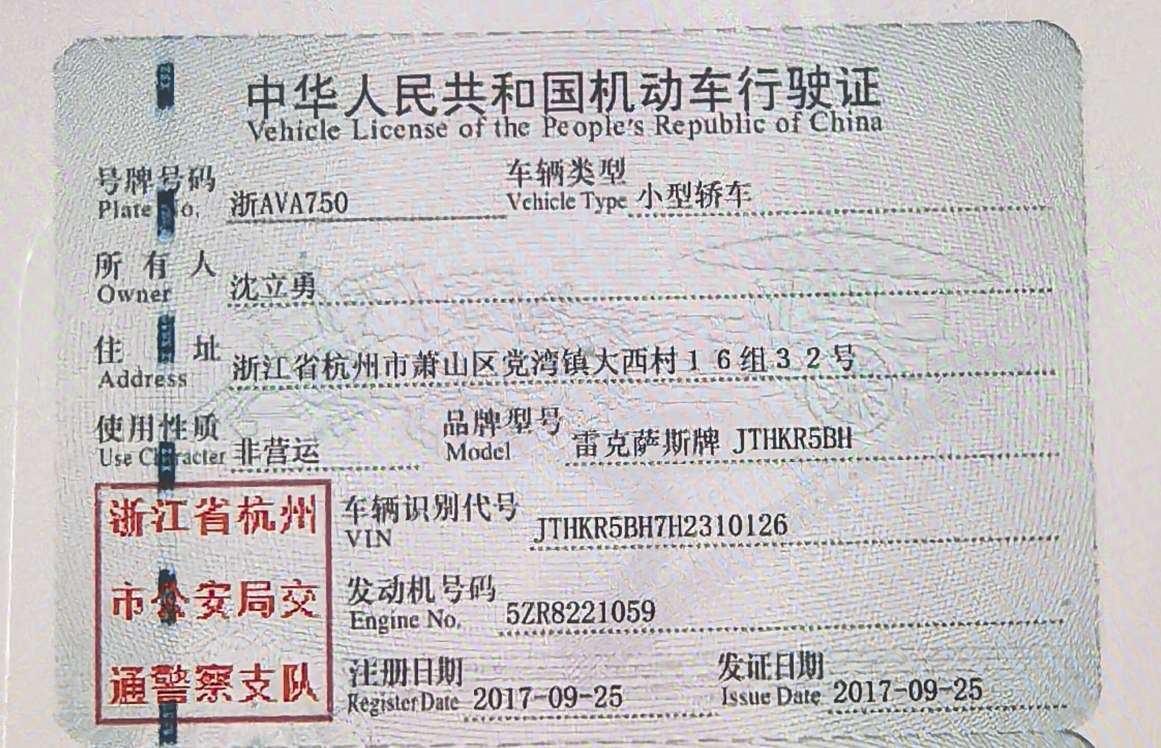 中华人民共和国机动车行驶证
Vehicle License of the People's Republic of China
号牌号码 浙AVA750 车辆类型 小型轿车
Plate No. Vehicle Type
所有人 沈立勇
Owner
住址 浙江省杭州市萧山区党湾镇大西村16组32号
Address
使用性质 非营运 品牌型号 雷克萨斯牌 JTHKR5BH
Use Character Model
浙江省杭州
市公安局交
通警察支队
车辆识别代号 JTHKR5BH7H2310126
VIN
发动机号码 5ZR8221059
Engine No.
注册日期 2017-09-25 发证日期 2017-09-25
Register Date Issue Date